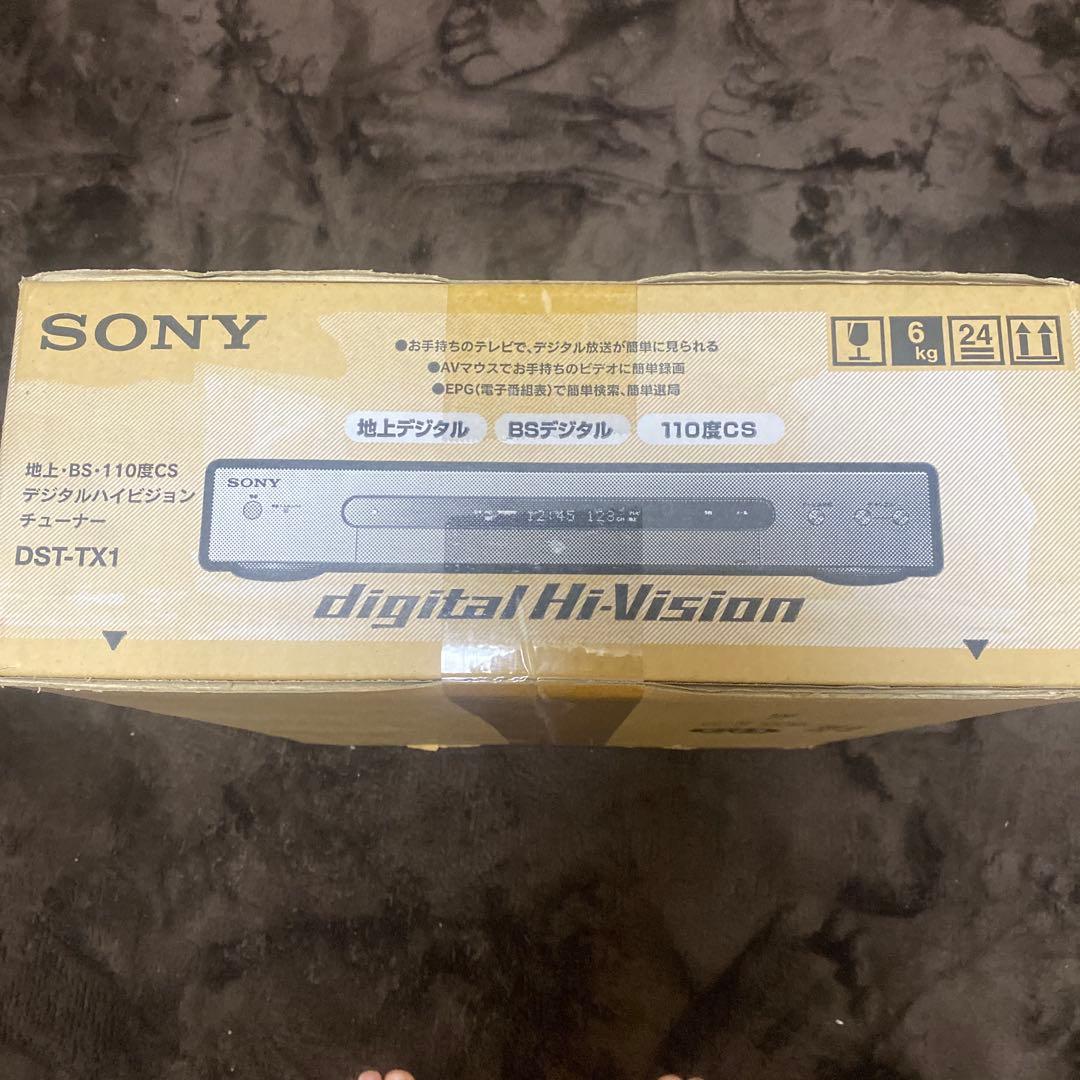 SONY
●お手持ちのテレビで、デジタル放送が簡単に見られる
●AVマウスでお手持ちのビデオに簡単録画
●EPG(電子番組表)で簡単検索、簡単選局
6
kg
24
地上デジタル
BSデジタル
110度CS
地上・BS・110度CS
デジタルハイビジョン
チューナー
DST-TX1
SONY
12:45 123
digital Hi-Vision